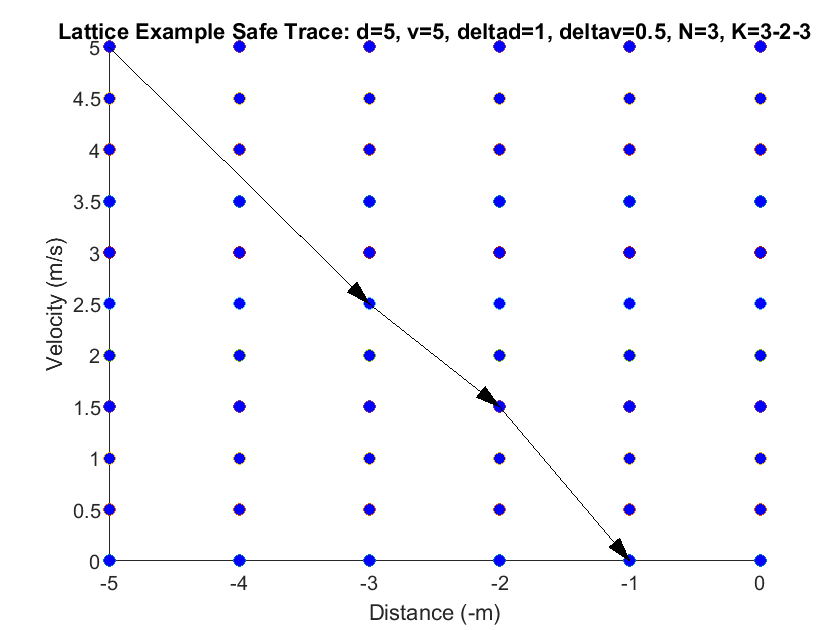 Lattice Example Safe Trace: d=5, v=5, deltad=1, deltav=0.5, N=3, K=3-2-3
5
4.5
4
3.5
3
2.5
2
1.5
1
0.5
0
Velocity (m/s)
-5 -4 -3 -2 -1 0
Distance (-m)